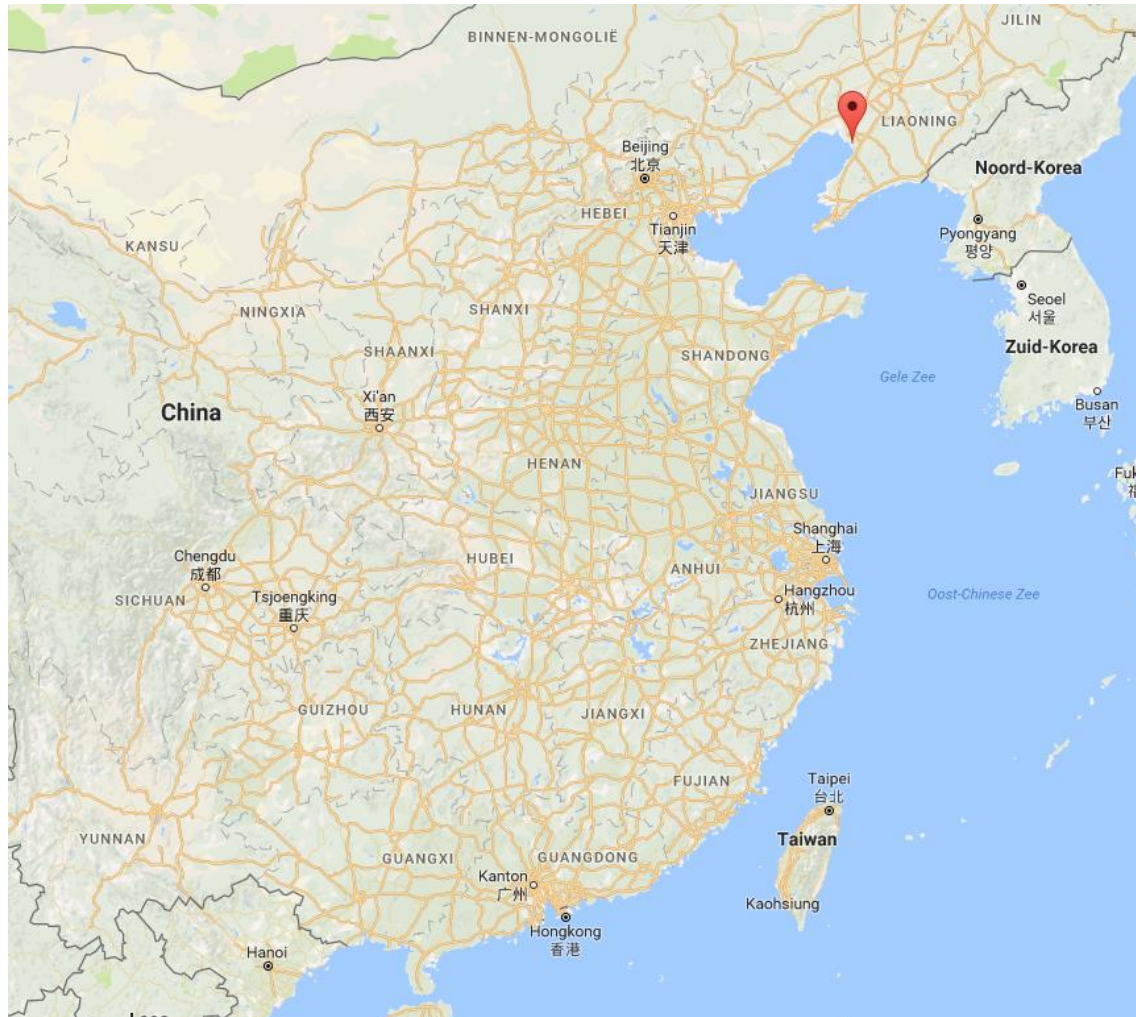 JILIN
BINNEN-MONGOLIË
LIAONING
Beijing
北京
Noord-Korea
HEBEI
Tianjin
天津
Pyongyang
평양
KANSU
NINGXIA
SHANXI
Seoel
서울
SHAANXI
SHANDONG
Zuid-Korea
Gele Zee
Xi'an
西安
China
Busan
부산
HENAN
Fuk
福
JIANGSU
Shanghai
上海
Chengdu
成都
HUBEI
ANHUI
SICHUAN
Tsjoengking
重庆
Hangzhou
杭州
Oost-Chinese Zee
ZHEJIANG
GUIZHOU
HUNAN
JIANGXI
FUJIAN
Taipei
台北
YUNNAN
Taiwan
GUANGXI
GUANGDONG
Kanton
广州
Kaohsiung
Hongkong
香港
Hanoi